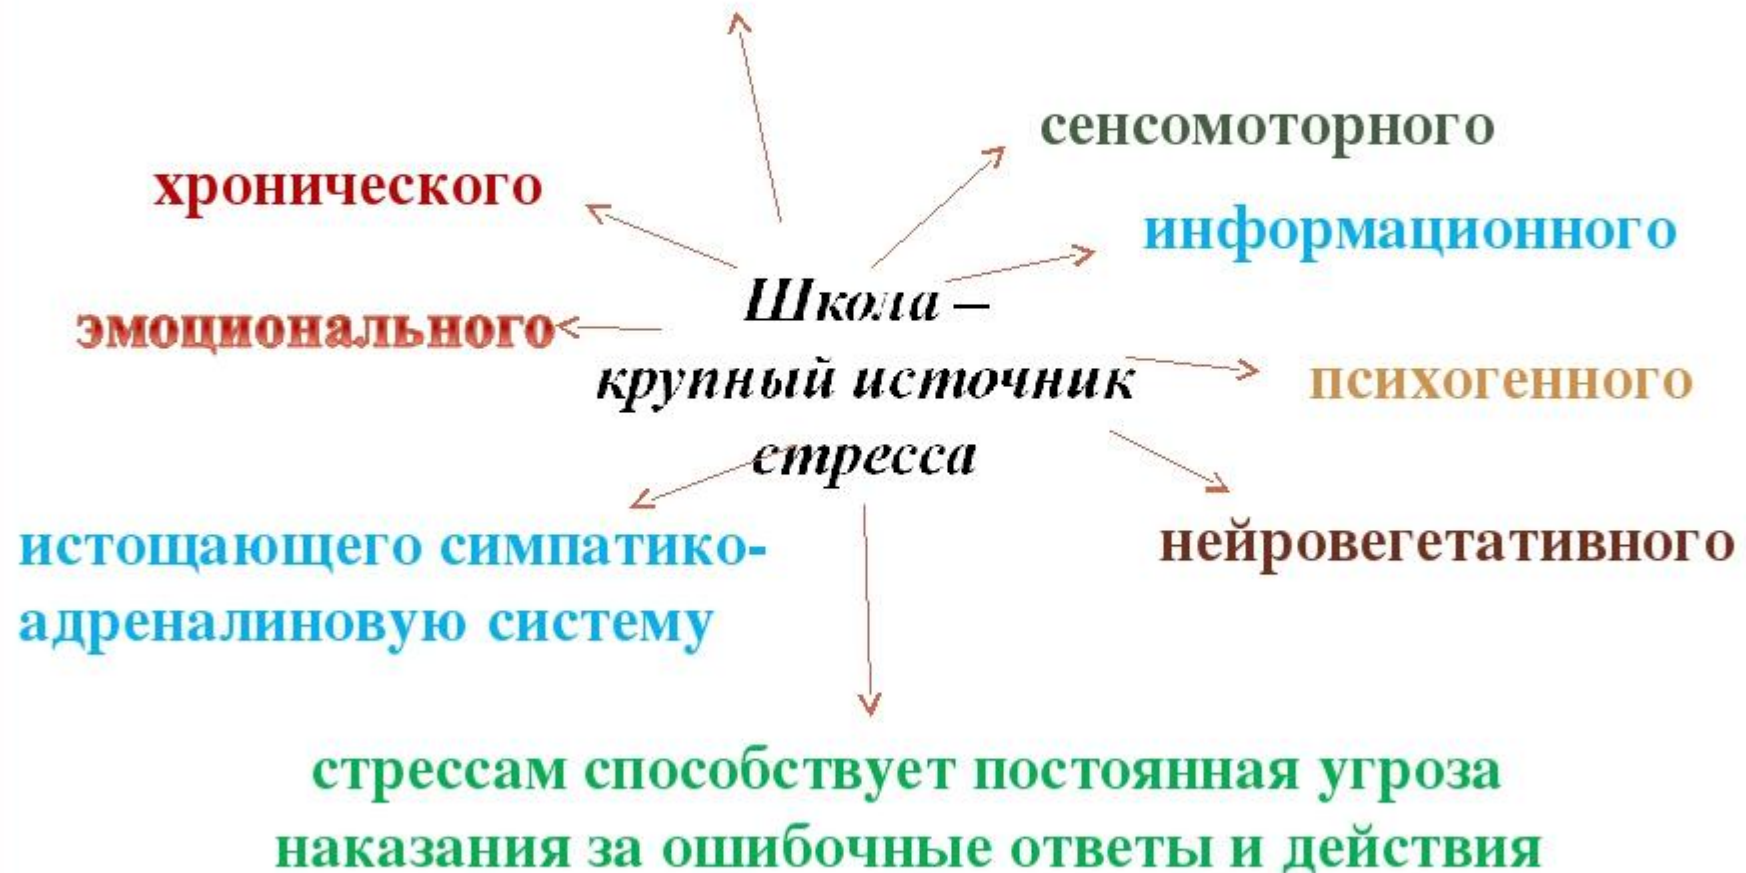 сенсомоторного
хронического
информационного
эмоционального
Школа –
крупный источник
стресса
психогенного
истощающего симпатико-
адреналиновую систему
нейровегетативного
стрессам способствует постоянная угроза
наказания за ошибочные ответы и действия